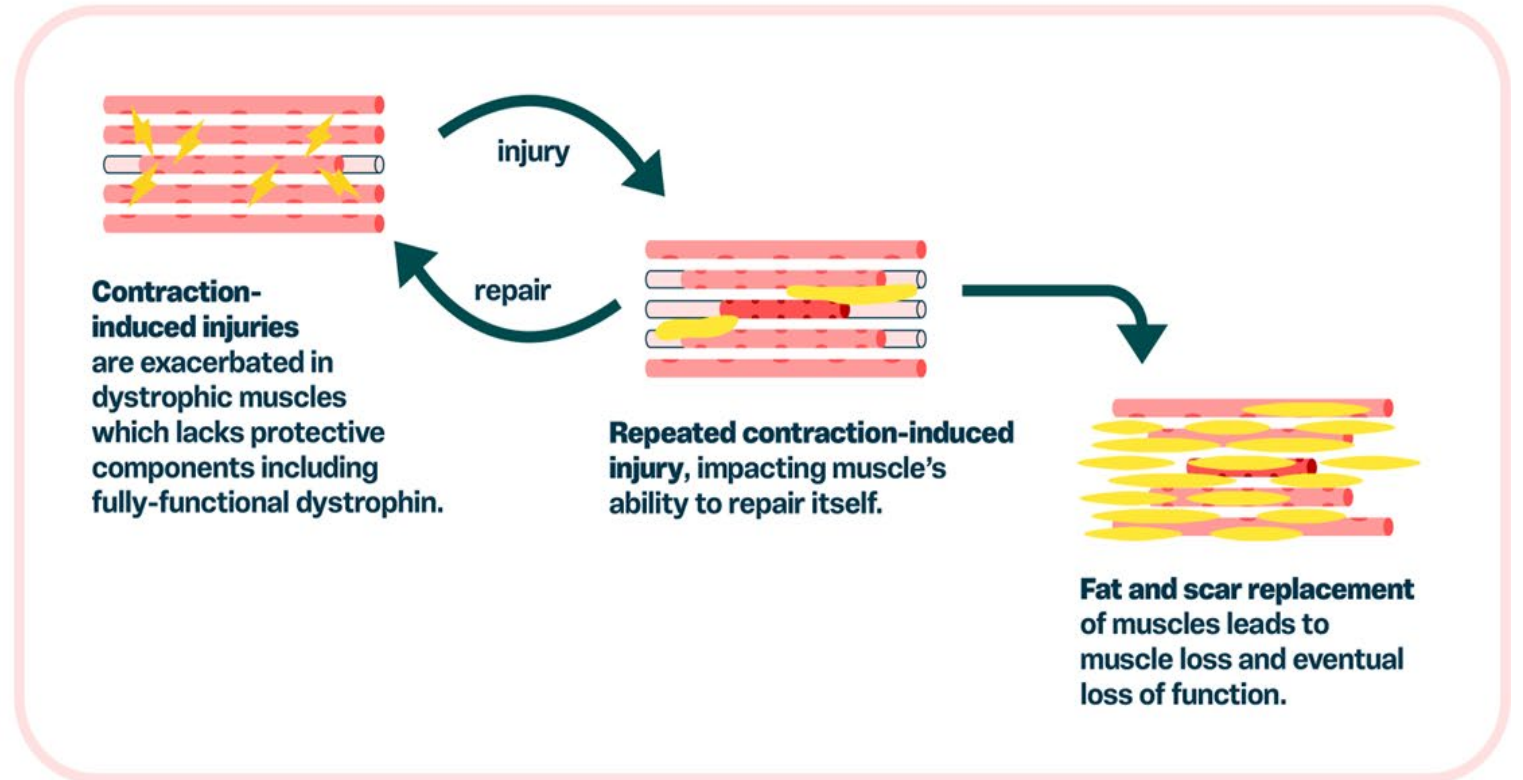 injury
repair
Contraction-
induced injuries
are exacerbated in
dystrophic muscles
which lacks protective
components including
fully-functional dystrophin.
Repeated contraction-induced
injury, impacting muscle's
ability to repair itself.
Fat and scar replacement
of muscles leads to
muscle loss and eventual
loss of function.